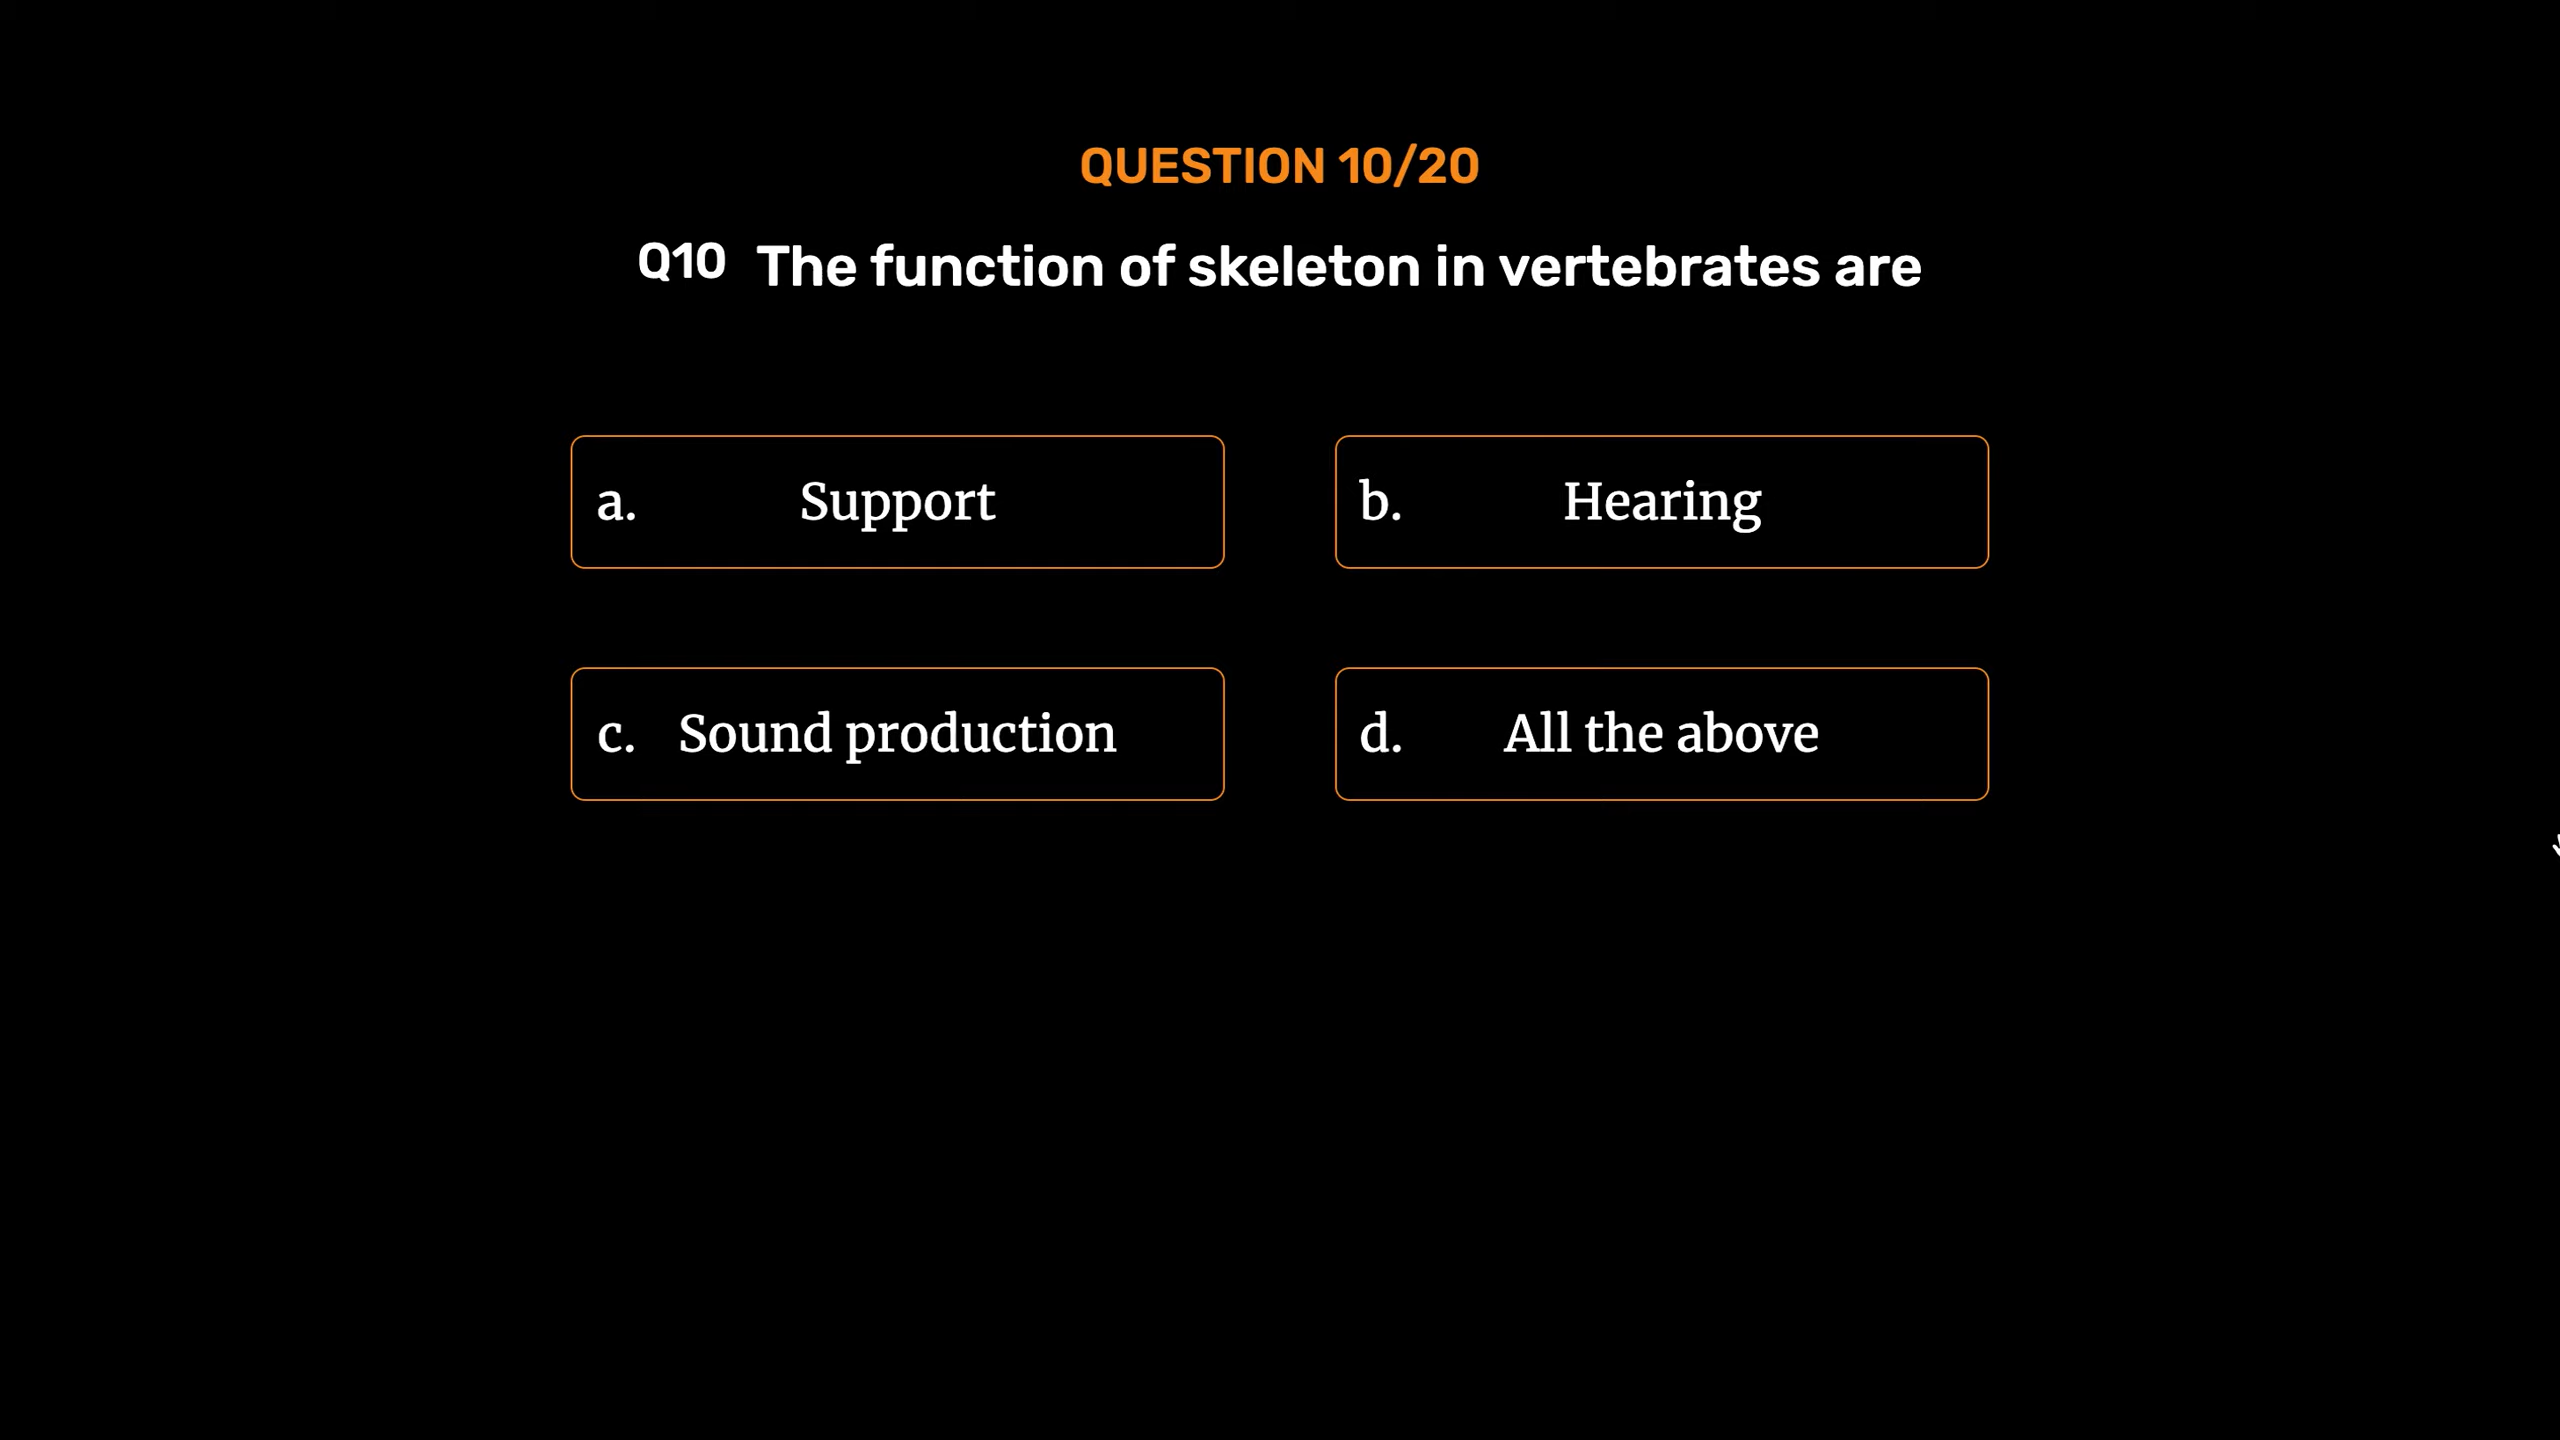 QUESTION 10/20
Q10 The function of skeleton in vertebrates are
a. Support
b. Hearing
c. Sound production
d. All the above